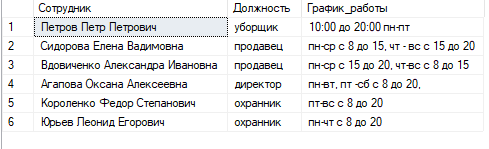 Сотрудник Должность График_работы
1 Петров Петр Петрович уборщик 10:00 до 20:00 пн-пт
2 Сидорова Елена Вадимовна продавец пн-ср с 8 до 15, чт - вс с 15 до 20
3 Вдовиченко Александра Ивановна продавец пн-ср с 15 до 20, чт-вс с 8 до 15
4 Агапова Оксана Алексеевна директор пн-вт, пт -сб с 8 до 20,
5 Короленко Федор Степанович охранник пт-вс с 8 до 20
6 Юрьев Леонид Егорович охранник пн-чт с 8 до 20